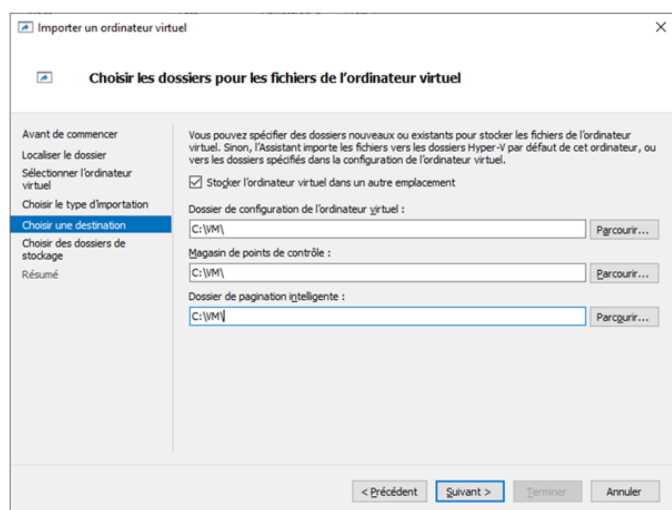 Importer un ordinateur virtuel
Choisir les dossiers pour les fichiers de l'ordinateur virtuel
Avant de commencer
Localiser le dossier
Sélectionner l'ordinateur
virtuel
Choisir le type d'importation
Choisir une destination
Choisir des dossiers de
stockage
Résumé
Vous pouvez spécifier des dossiers nouveaux ou existants pour stocker les fichiers de l'ordinateur
virtuel. Sinon, l'Assistant importe les fichiers vers les dossiers Hyper-V par défaut de cet ordinateur, ou
vers les dossiers spécifiés dans la configuration de l'ordinateur virtuel.
Stocker l'ordinateur virtuel dans un autre emplacement
Dossier de configuration de l'ordinateur virtuel :
C:\VM\ Parcourir...
Magasin de points de contrôle :
C:\VM\ Parcourir...
Dossier de pagination intelligente :
C:\VM\ Parcourir...
< Précédent Suivant > Terminer Annuler